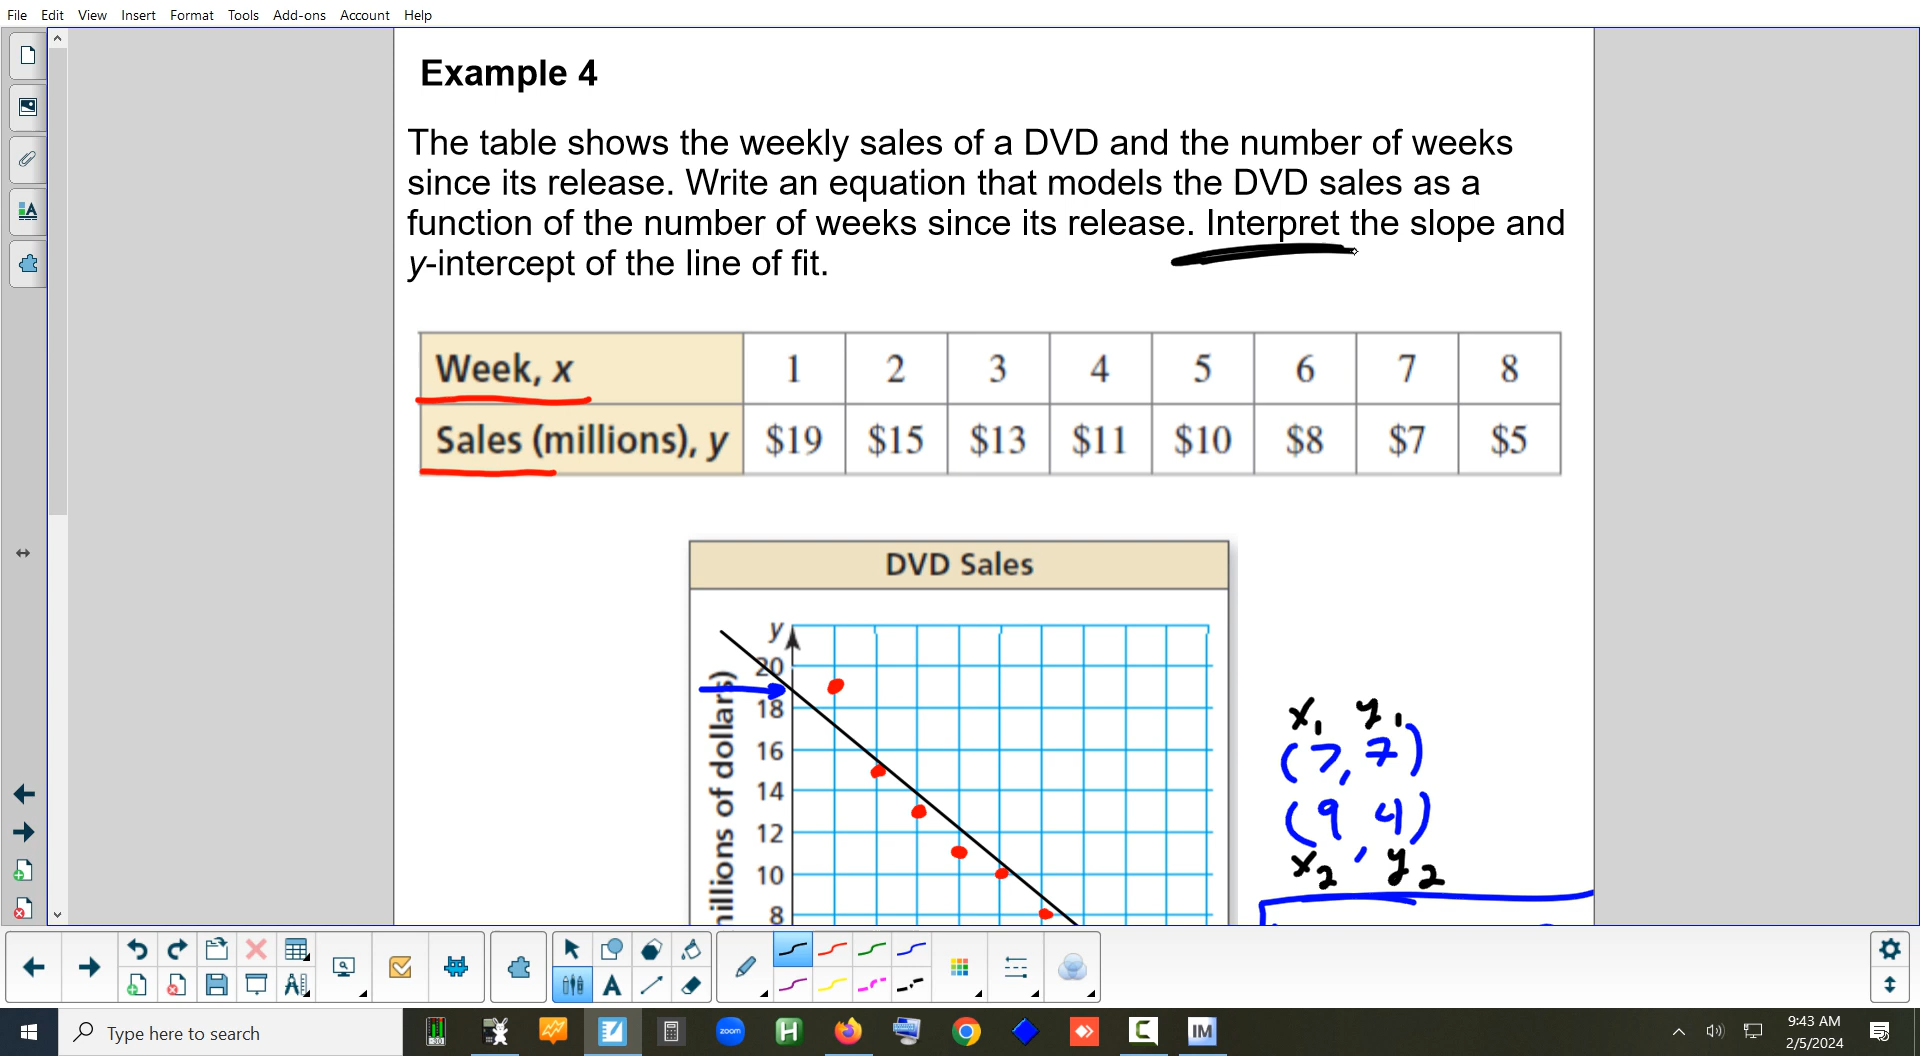 File Edit View Insert Format Tools Add-ons Account Help
Example 4
The table shows the weekly sales of a DVD and the number of weeks
since its release. Write an equation that models the DVD sales as a
function of the number of weeks since its release. Interpret the slope and
y-intercept of the line of fit.
Week, x 1 2 3 4 5 6 7 8
Sales (millions), y $19 $15 $13 $11 $10 $8 $7 $5
DVD Sales
y
20
18
16
14
12
10
8
millions of dollars)
x1 y1
(7, 7)
(9, 4)
x2 y2
A
A
Type here to search
zoom
H
C
IM
9:43 AM
2/5/2024